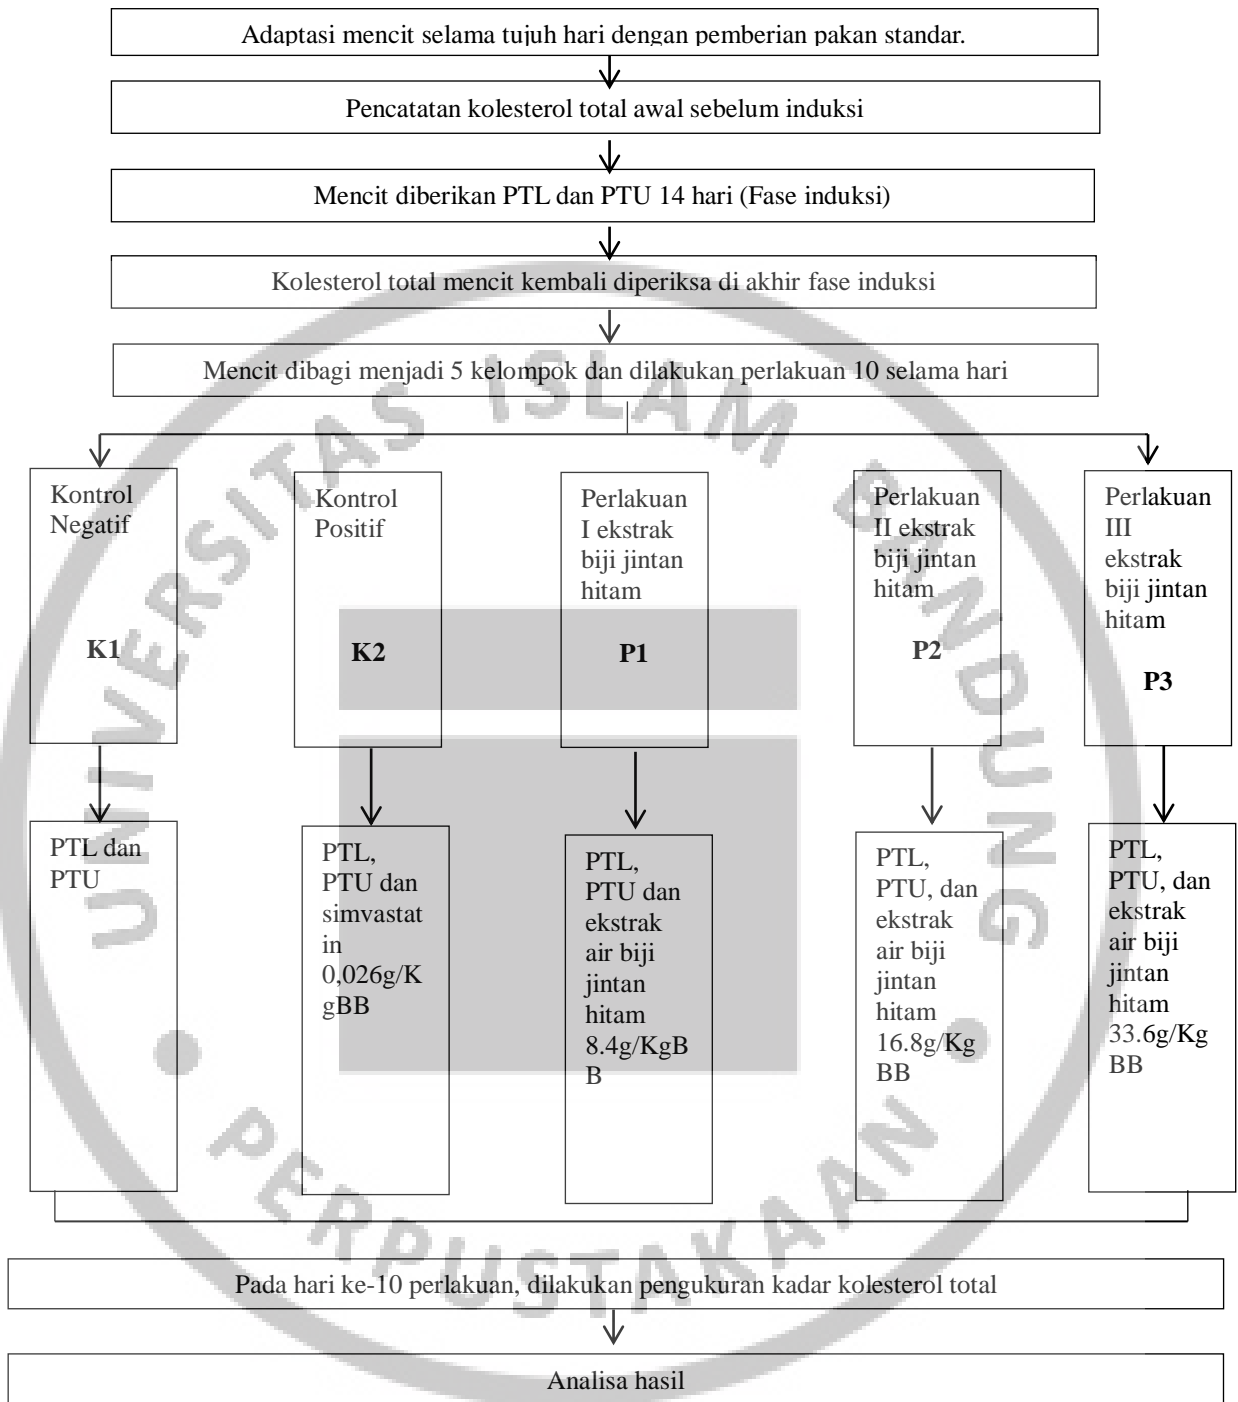 Adaptasi mencit selama tujuh hari dengan pemberian pakan standar.
Pencatatan kolesterol total awal sebelum induksi
Mencit diberikan PTL dan PTU 14 hari (Fase induksi)
Kolesterol total mencit kembali diperiksa di akhir fase induksi
Mencit dibagi menjadi 5 kelompok dan dilakukan perlakuan 10 selama hari
Kontrol
Negatif
K1
Kontrol
Positif
K2
Perlakuan
I ekstrak
biji jintan
hitam
P1
Perlakuan
II ekstrak
biji jintan
hitam
P2
Perlakuan
III
ekstrak
biji jintan
hitam
P3
PTL dan
PTU
PTL,
PTU dan
simvastat
in
0,026g/K
gBB
PTL,
PTU dan
ekstrak
air biji
jintan
hitam
8.4g/KgB
B
PTL,
PTU, dan
ekstrak
air biji
jintan
hitam
16.8g/Kg
BB
PTL,
PTU, dan
ekstrak
air biji
jintan
hitam
33.6g/Kg
BB
Pada hari ke-10 perlakuan, dilakukan pengukuran kadar kolesterol total
Analisa hasil
UNIVERSITAS ISLAM BANDUNG
PERPUSTAKAAN